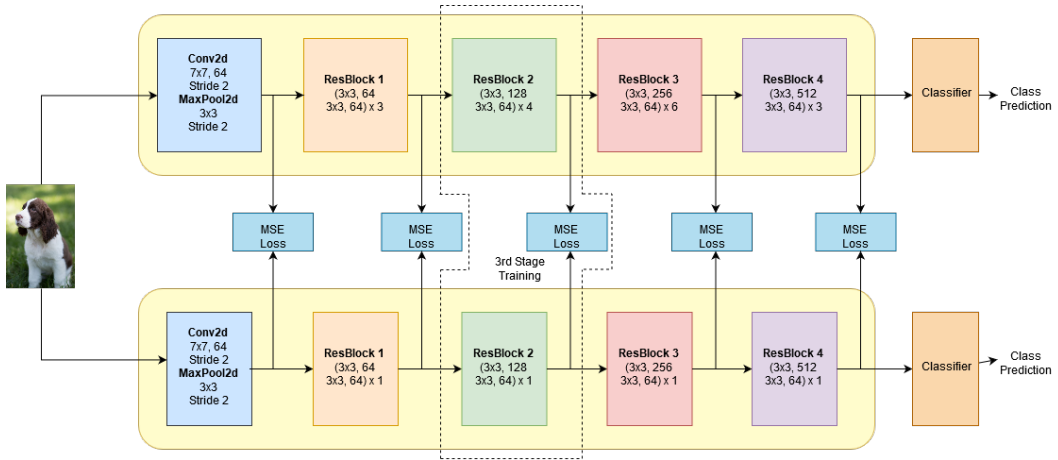 Conv2d
7x7, 64
Stride 2
MaxPool2d
3x3
Stride 2
ResBlock 1
(3x3, 64
3x3, 64) x 3
ResBlock 2
(3x3, 128
3x3, 64) x 4
ResBlock 3
(3x3, 256
3x3, 64) x 6
ResBlock 4
(3x3, 512
3x3, 64) x 3
Classifier
Class
Prediction
MSE
Loss
MSE
Loss
MSE
Loss
MSE
Loss
MSE
Loss
3rd Stage
Training
Conv2d
7x7, 64
Stride 2
MaxPool2d
3x3
Stride 2
ResBlock 1
(3x3, 64
3x3, 64) x 1
ResBlock 2
(3x3, 128
3x3, 64) x 1
ResBlock 3
(3x3, 256
3x3, 64) x 1
ResBlock 4
(3x3, 512
3x3, 64) x 1
Classifier
Class
Prediction